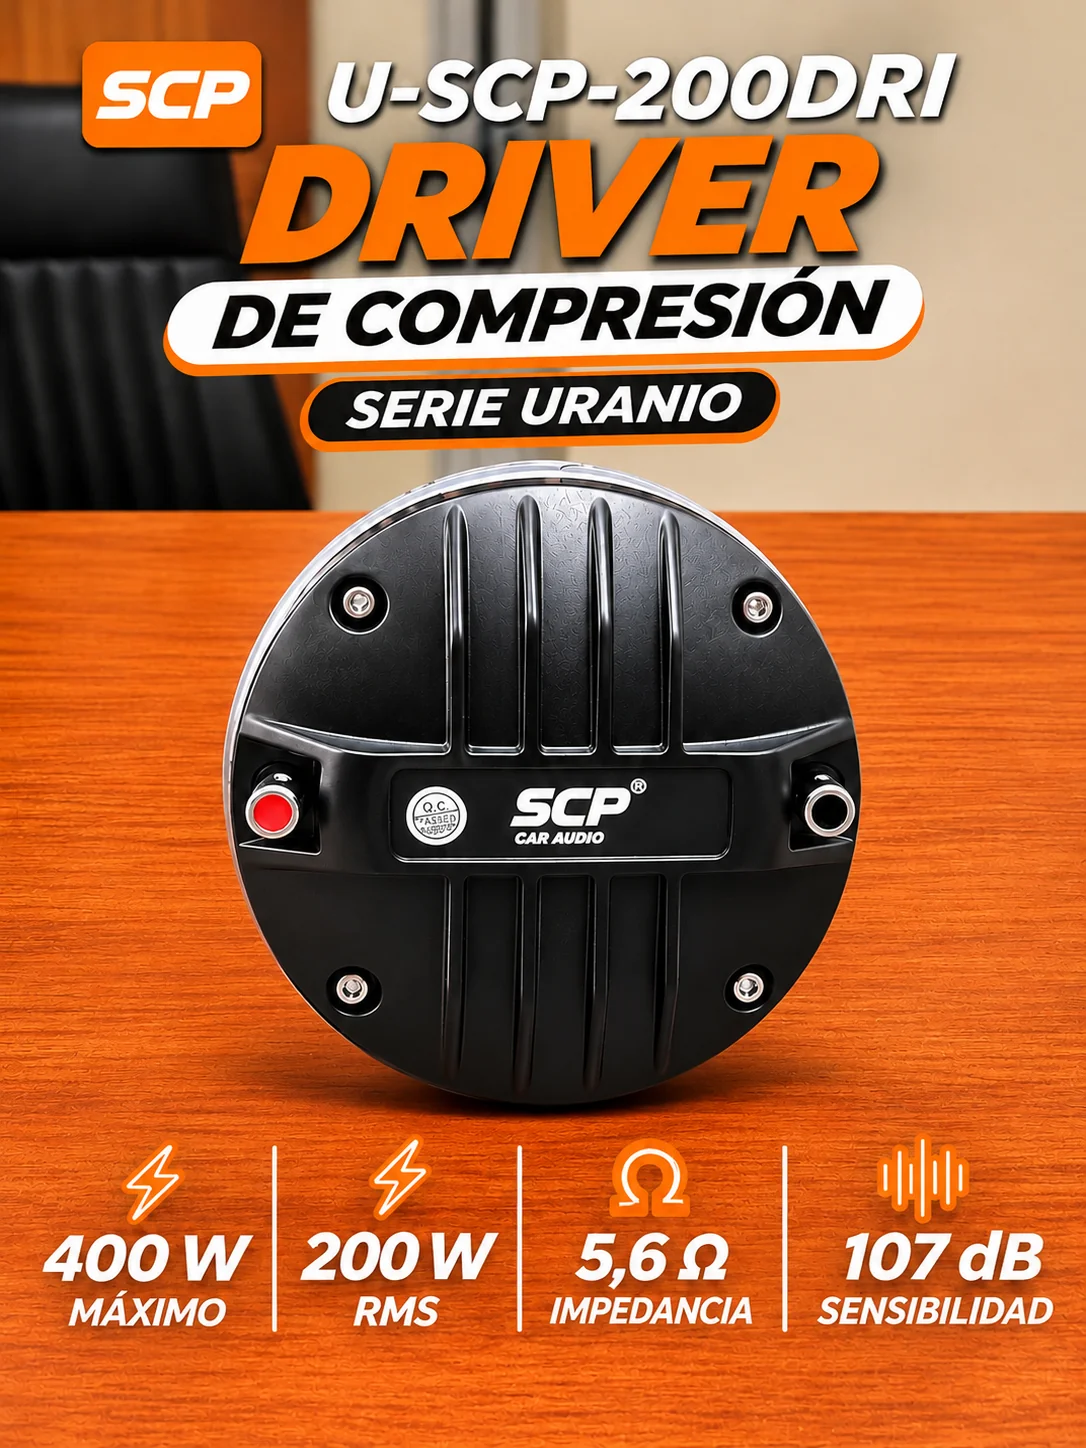 SCP
U-SCP-200DRI
DRIVER
DE COMPRESIÓN
SERIE URANIO
Q.C.
SCP®
CAR AUDIO
400 W
MÁXIMO
200 W
RMS
5,6 Ω
IMPEDANCIA
107 dB
SENSIBILIDAD